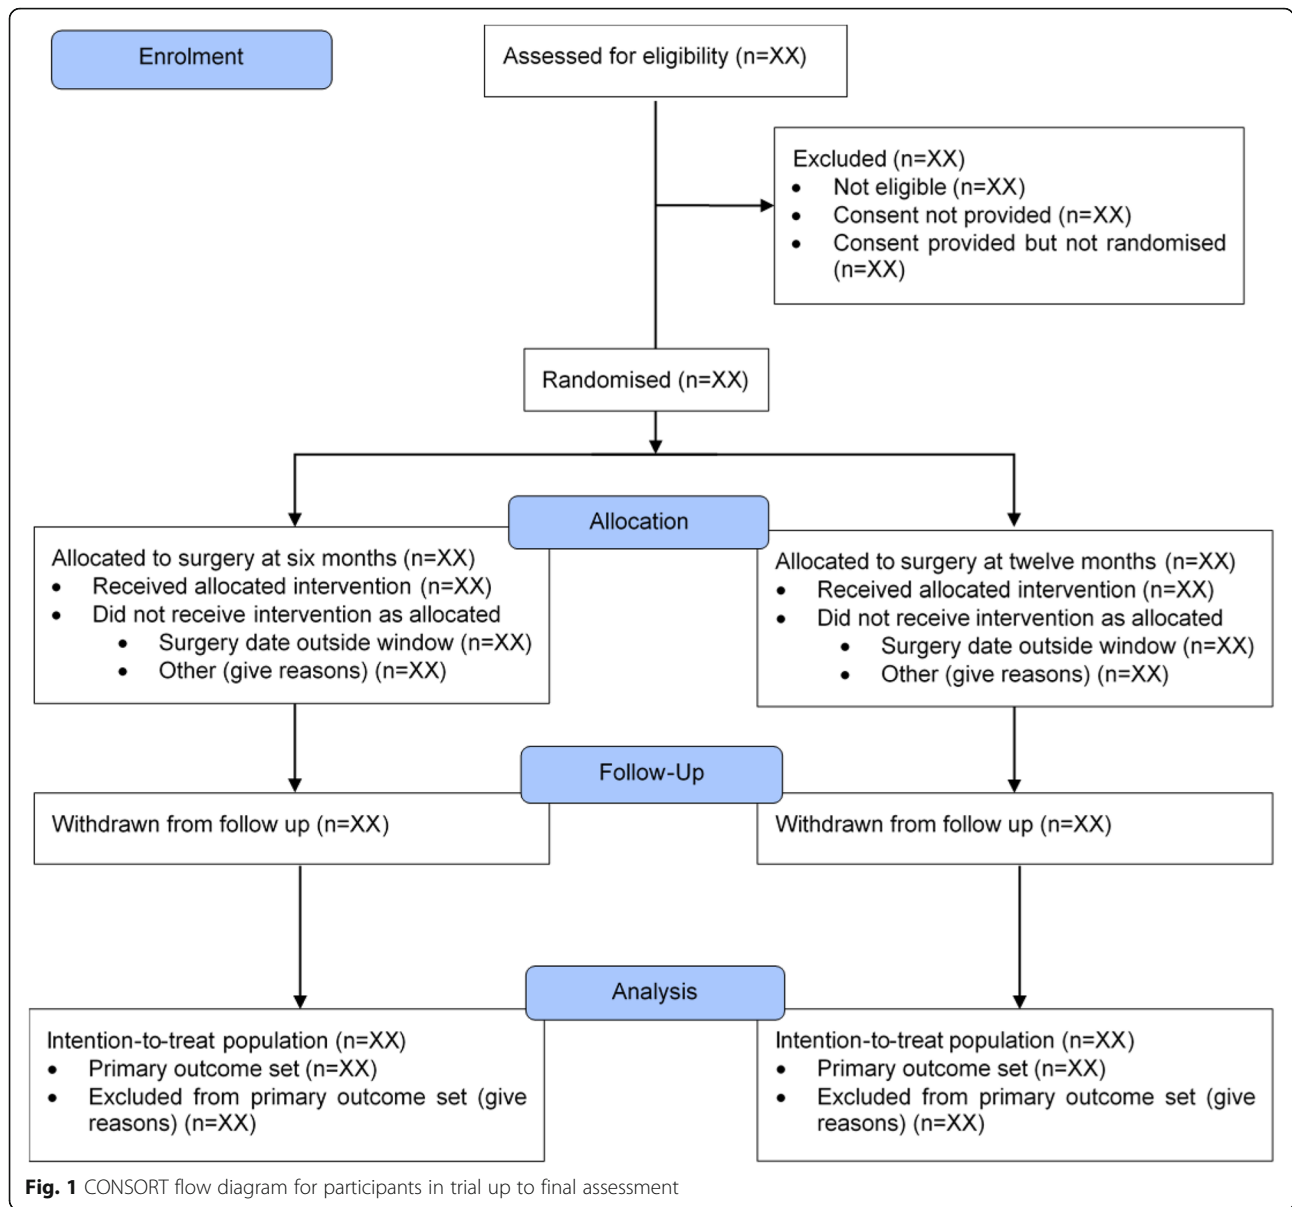 Enrolment
Assessed for eligibility (n=XX)
Excluded (n=XX)
• Not eligible (n=XX)
• Consent not provided (n=XX)
• Consent provided but not randomised
(n=XX)
Randomised (n=XX)
Allocation
Allocated to surgery at six months (n=XX)
• Received allocated intervention (n=XX)
• Did not receive intervention as allocated
• Surgery date outside window (n=XX)
• Other (give reasons) (n=XX)
Allocated to surgery at twelve months (n=XX)
• Received allocated intervention (n=XX)
• Did not receive intervention as allocated
• Surgery date outside window (n=XX)
• Other (give reasons) (n=XX)
Follow-Up
Withdrawn from follow up (n=XX)
Withdrawn from follow up (n=XX)
Analysis
Intention-to-treat population (n=XX)
• Primary outcome set (n=XX)
• Excluded from primary outcome set (give
reasons) (n=XX)
Intention-to-treat population (n=XX)
• Primary outcome set (n=XX)
• Excluded from primary outcome set (give
reasons) (n=XX)
Fig. 1 CONSORT flow diagram for participants in trial up to final assessment